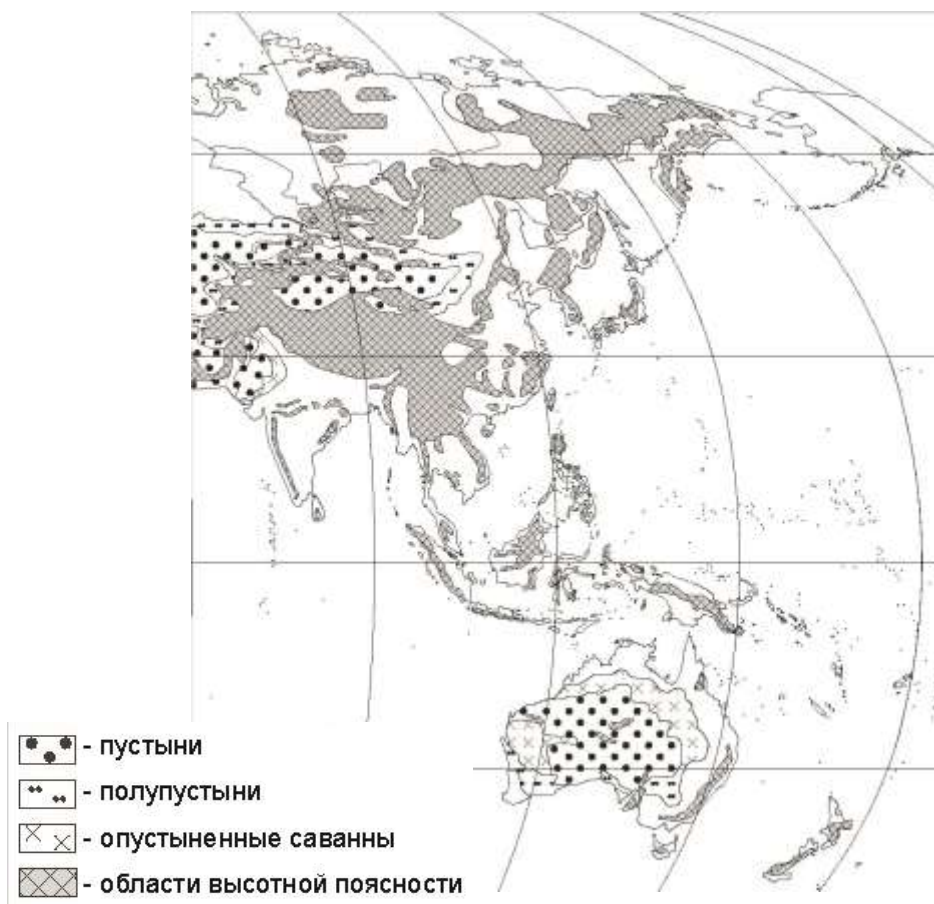 - пустыни
- полупустыни
- опустыненные саванны
- области высотной поясности